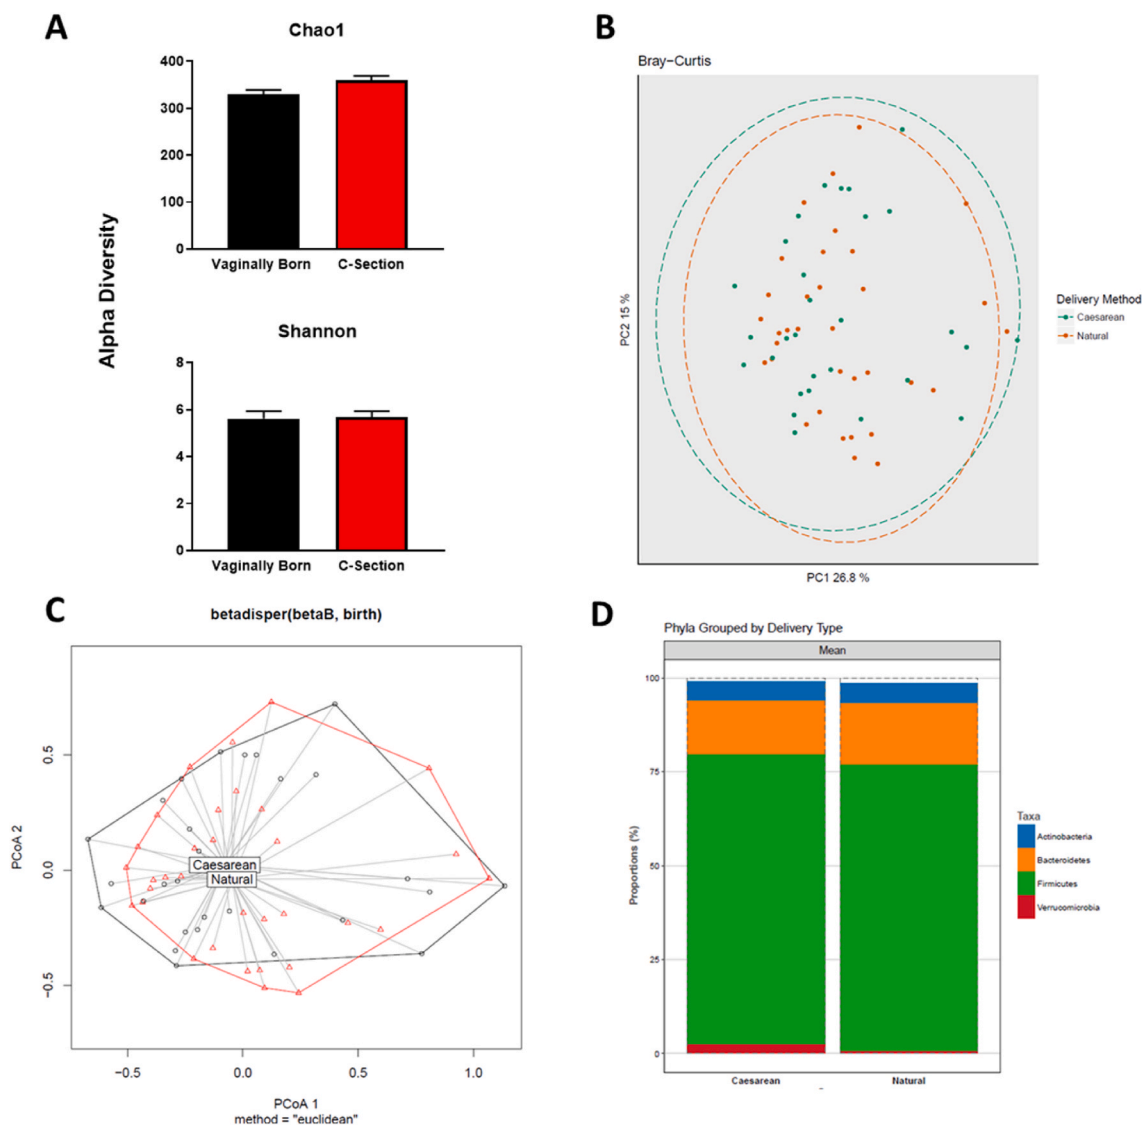 A
Chao1
400
300
200
100
0
Vaginally Born
C-Section
Alpha Diversity
Shannon
8
6
4
2
0
Vaginally Born
C-Section
B
Bray-Curtis
PC2 15 %
PC1 26.8 %
Delivery Method
Caesarean
Natural
C
betadisper(betaB, birth)
PCoA 2
0.5
0.0
−0.5
Caesarean
Natural
−0.5
0.0
0.5
1.0
PCoA 1
method = "euclidean"
D
Phyla Grouped by Delivery Type
Mean
Proportions (%)
100
75
50
25
0
Caesarean
Natural
Taxa
Actinobacteria
Bacteroidetes
Firmicutes
Verrucomicrobia